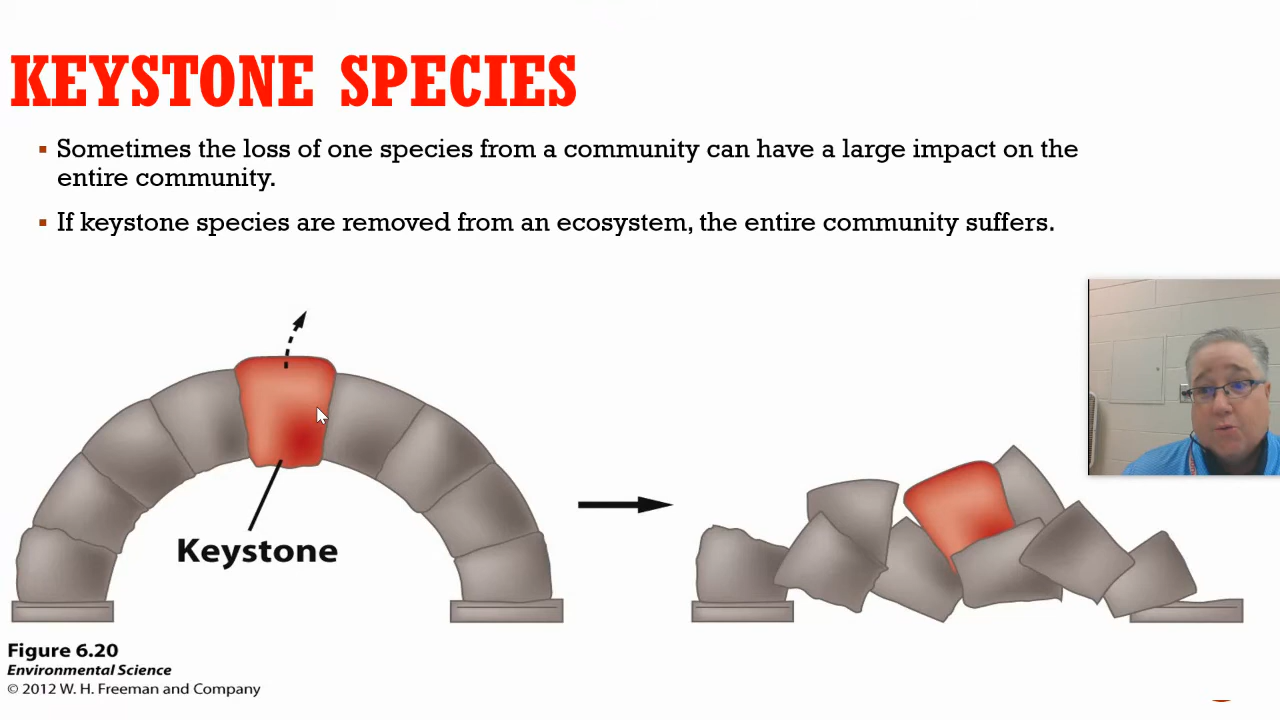 KEYSTONE SPECIES
Sometimes the loss of one species from a community can have a large impact on the
entire community.
If keystone species are removed from an ecosystem, the entire community suffers.
Keystone
Figure 6.20
Environmental Science
© 2012 W. H. Freeman and Company